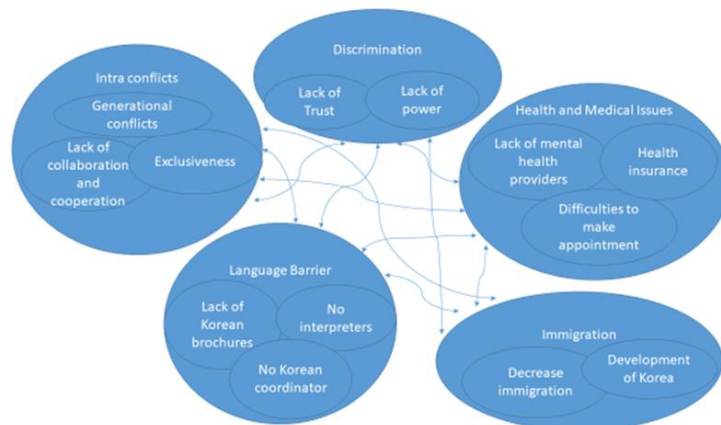 Discrimination
Lack of
Trust
Lack of
power
Intra conflicts
Generational
conflicts
Lack of
collaboration
and
cooperation
Exclusiveness
Health and Medical Issues
Lack of mental
health
providers
Health
insurance
Difficulties to
make
appointment
Language Barrier
Lack of
Korean
brochures
No
interpreters
No Korean
coordinator
Immigration
Decrease
immigration
Development
of Korea